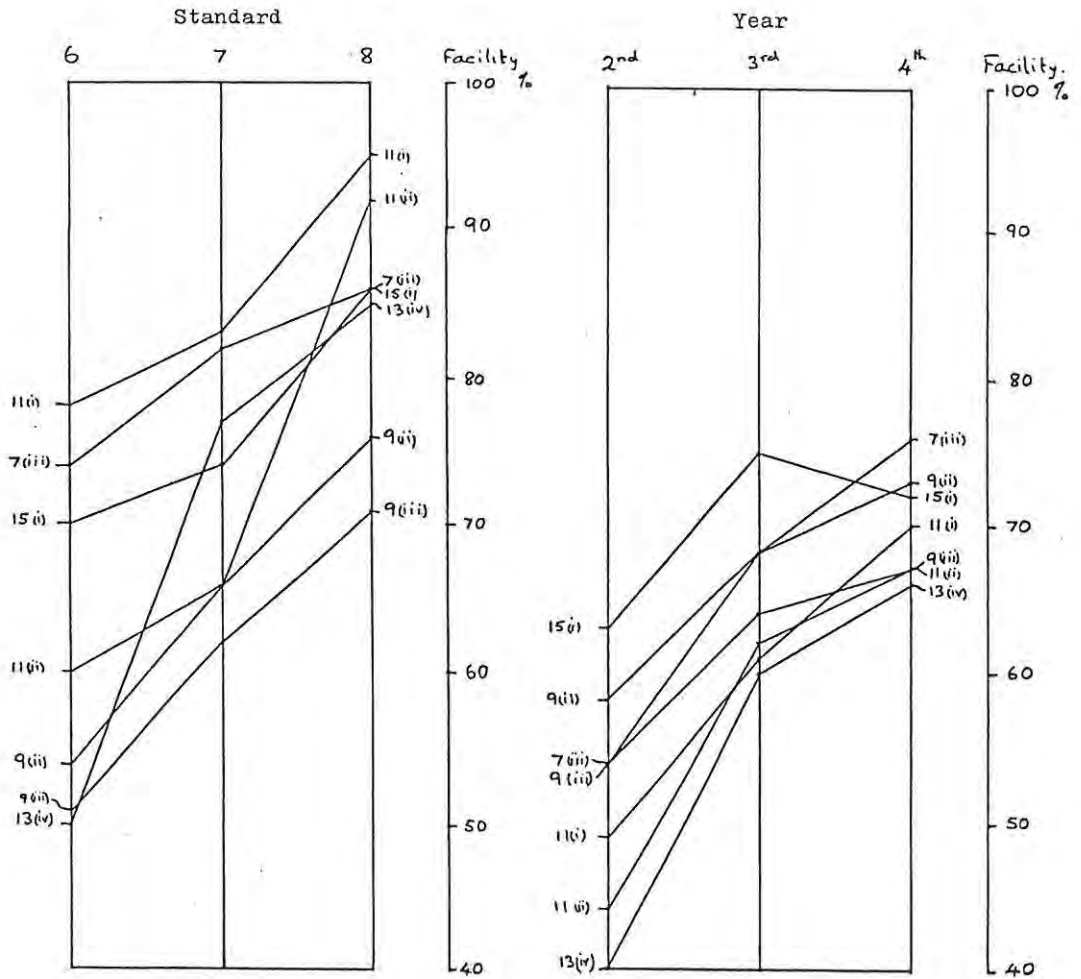 Standard
6 7 8 Facility %
100
11(i)
11(ii)
90
7(iii)
15(i)
13(iv)
80
11(i)
9(ii)
7(iii)
9(iii)
15(i)
70
11(ii)
60
9(ii)
9(iii)
13(iv)
50
40
Year
2nd 3rd 4th Facility.
100 %
90
80
7(iii)
9(ii)
15(i)
70
11(i)
9(iii)
11(ii)
13(iv)
15(i)
60
9(ii)
7(iii)
9(iii)
11(i)
50
11(ii)
13(iv)
40